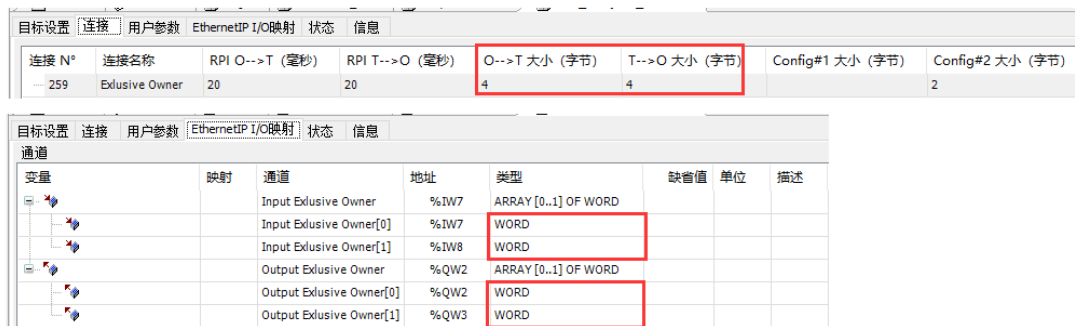 目标设置 连接 用户参数 EthernetIP I/O映射 状态 信息
连接 N° 连接名称 RPI O-->T (毫秒) RPI T-->O (毫秒) O-->T 大小 (字节) T-->O 大小 (字节) Config#1 大小 (字节) Config#2 大小 (字节)
259 Exlusive Owner 20 20 4 4 2
目标设置 连接 用户参数 EthernetIP I/O映射 状态 信息
通道
变量 映射 通道 地址 类型 缺省值 单位 描述
Input Exlusive Owner %IW7 ARRAY [0..1] OF WORD
Input Exlusive Owner[0] %IW7 WORD
Input Exlusive Owner[1] %IW8 WORD
Output Exlusive Owner %QW2 ARRAY [0..1] OF WORD
Output Exlusive Owner[0] %QW2 WORD
Output Exlusive Owner[1] %QW3 WORD